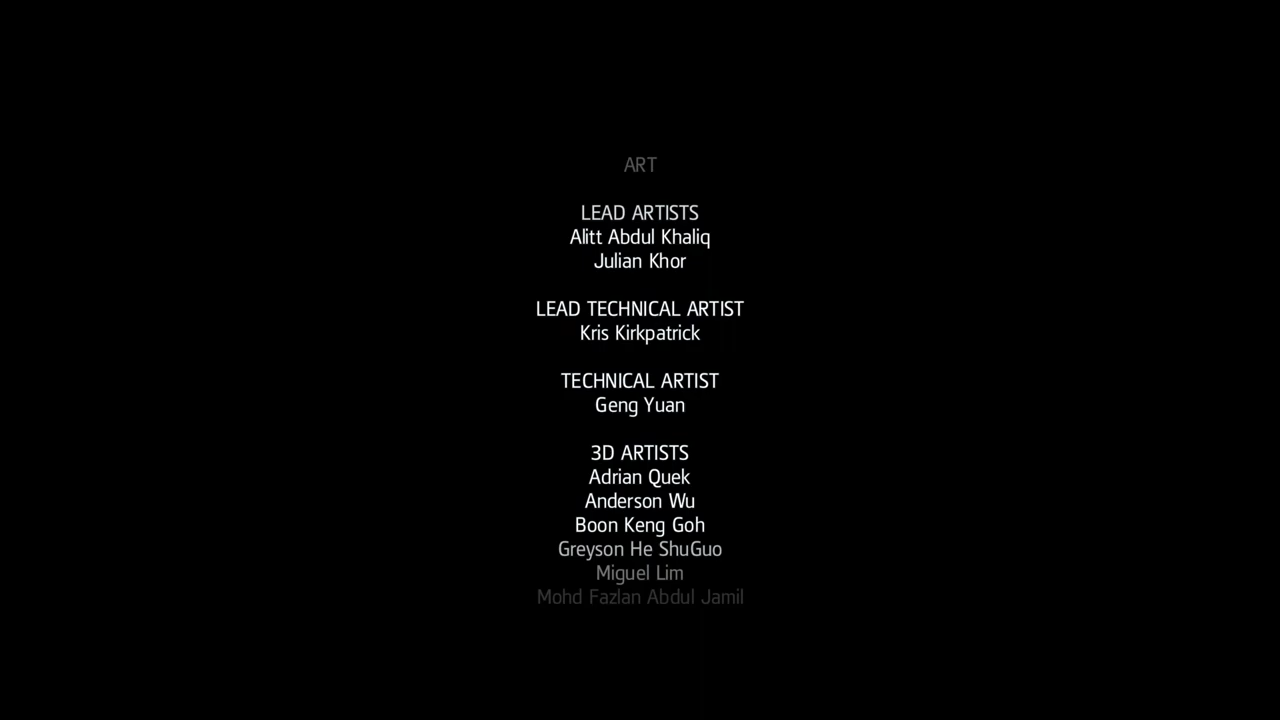 ART
LEAD ARTISTS
Alitt Abdul Khaliq
Julian Khor
LEAD TECHNICAL ARTIST
Kris Kirkpatrick
TECHNICAL ARTIST
Geng Yuan
3D ARTISTS
Adrian Quek
Anderson Wu
Boon Keng Goh
Greyson He ShuGuo
Miguel Lim
Mohd Fazlan Abdul Jamil